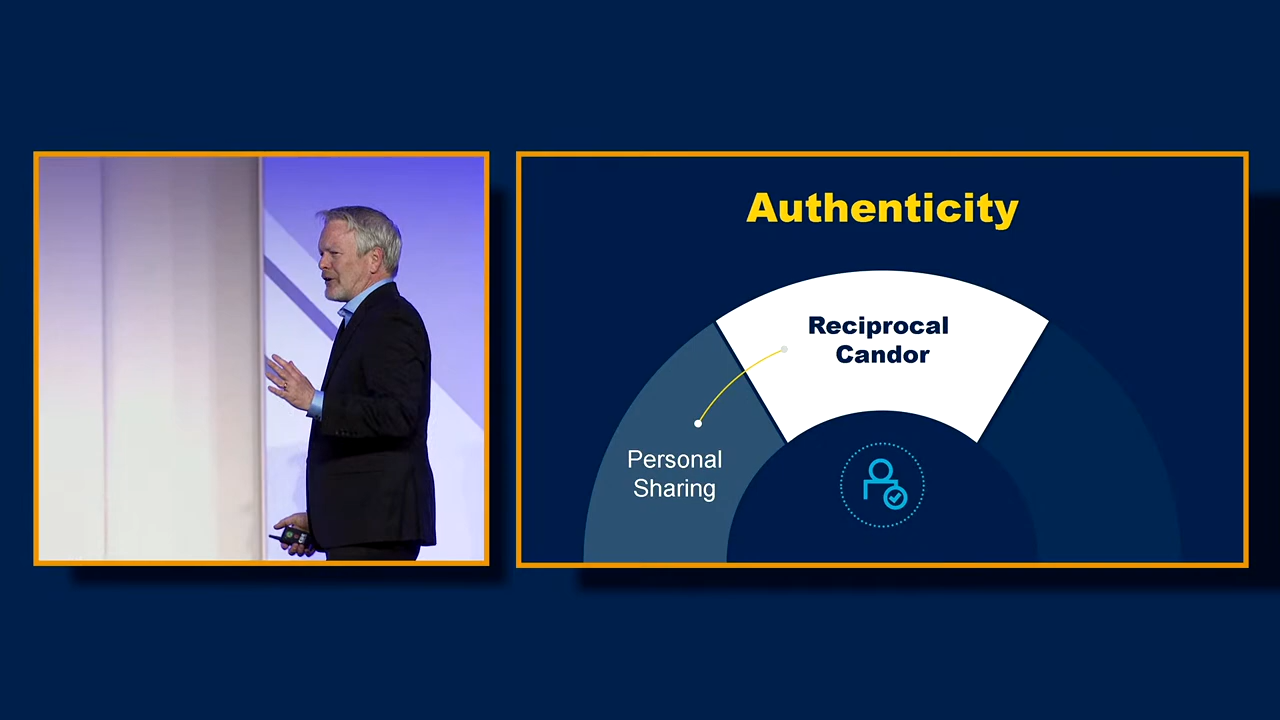 Authenticity
Reciprocal
Candor
Personal
Sharing